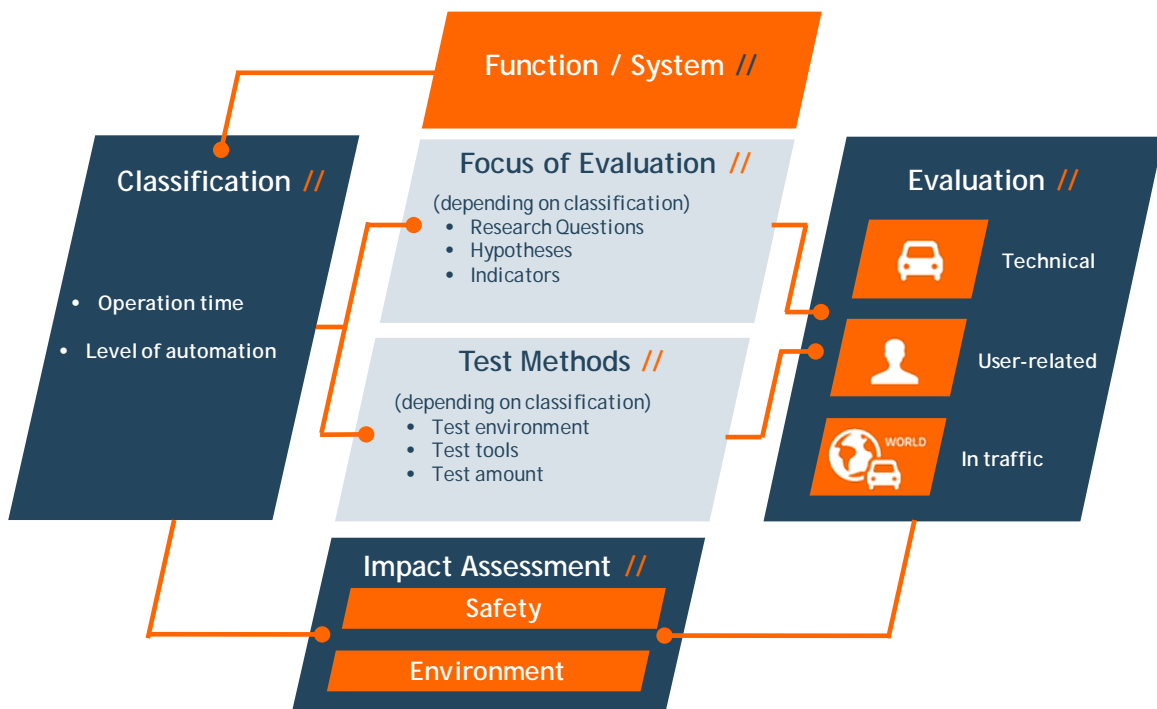 Function / System //
Classification //
• Operation time
• Level of automation
Focus of Evaluation //
(depending on classification)
• Research Questions
• Hypotheses
• Indicators
Test Methods //
(depending on classification)
• Test environment
• Test tools
• Test amount
Evaluation //
Technical
User-related
WORLD
In traffic
Impact Assessment //
Safety
Environment